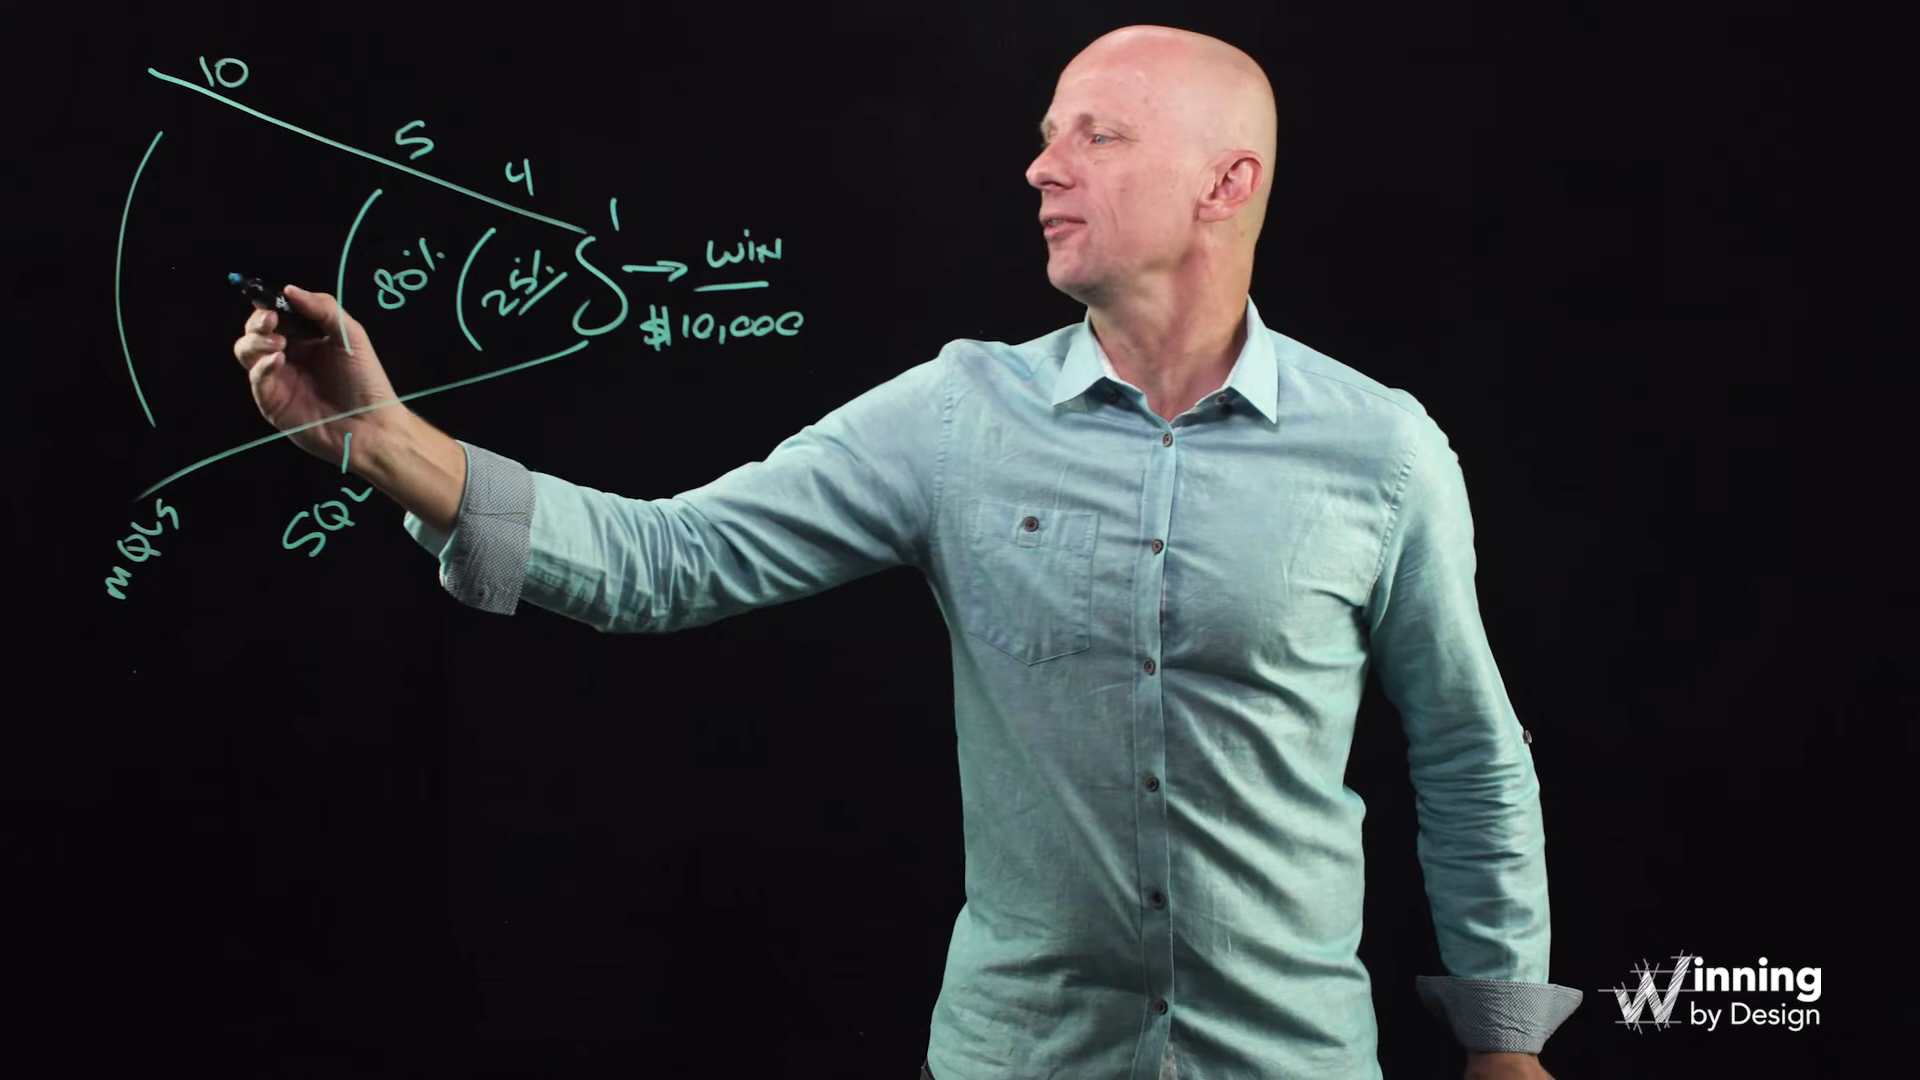 10
5
4
1
80%
25%
→ WIN
$10,000
MQLs
SQL
Winning
by Design